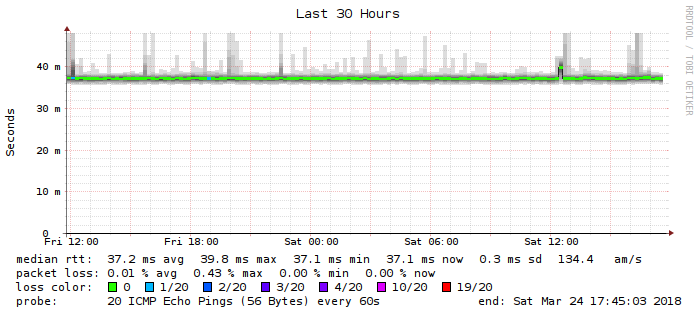 Last 30 Hours
RRDTOOL / TOBI OETIKER
Seconds
40 m
30 m
20 m
10 m
0
Fri 12:00 Fri 18:00 Sat 00:00 Sat 06:00 Sat 12:00
median rtt: 37.2 ms avg 39.8 ms max 37.1 ms min 37.1 ms now 0.3 ms sd 134.4 am/s
packet loss: 0.01 % avg 0.43 % max 0.00 % min 0.00 % now
loss color: 0 1/20 2/20 3/20 4/20 10/20 19/20
probe: 20 ICMP Echo Pings (56 Bytes) every 60s end: Sat Mar 24 17:45:03 2018